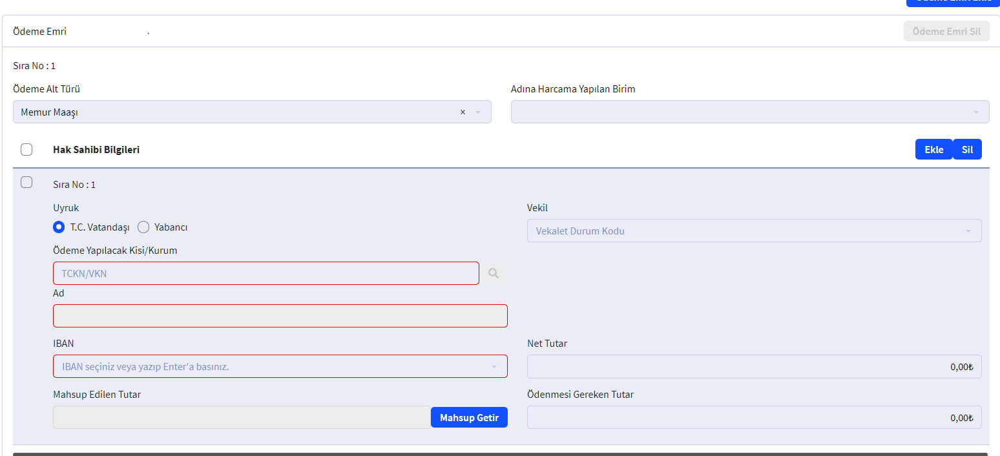 Ödeme Emri .
Ödeme Emri Sil
Sıra No : 1
Ödeme Alt Türü
Adına Harcama Yapılan Birim
Memur Maaşı ×
Hak Sahibi Bilgileri
Ekle Sil
Sıra No : 1
Uyruk
Vekil
T.C. Vatandaşı Yabancı
Vekalet Durum Kodu
Ödeme Yapılacak Kisi/Kurum
TCKN/VKN
Ad
IBAN
Net Tutar
IBAN seçiniz veya yazıp Enter'a basınız.
0,00₺
Mahsup Edilen Tutar
Ödenmesi Gereken Tutar
Mahsup Getir
0,00₺